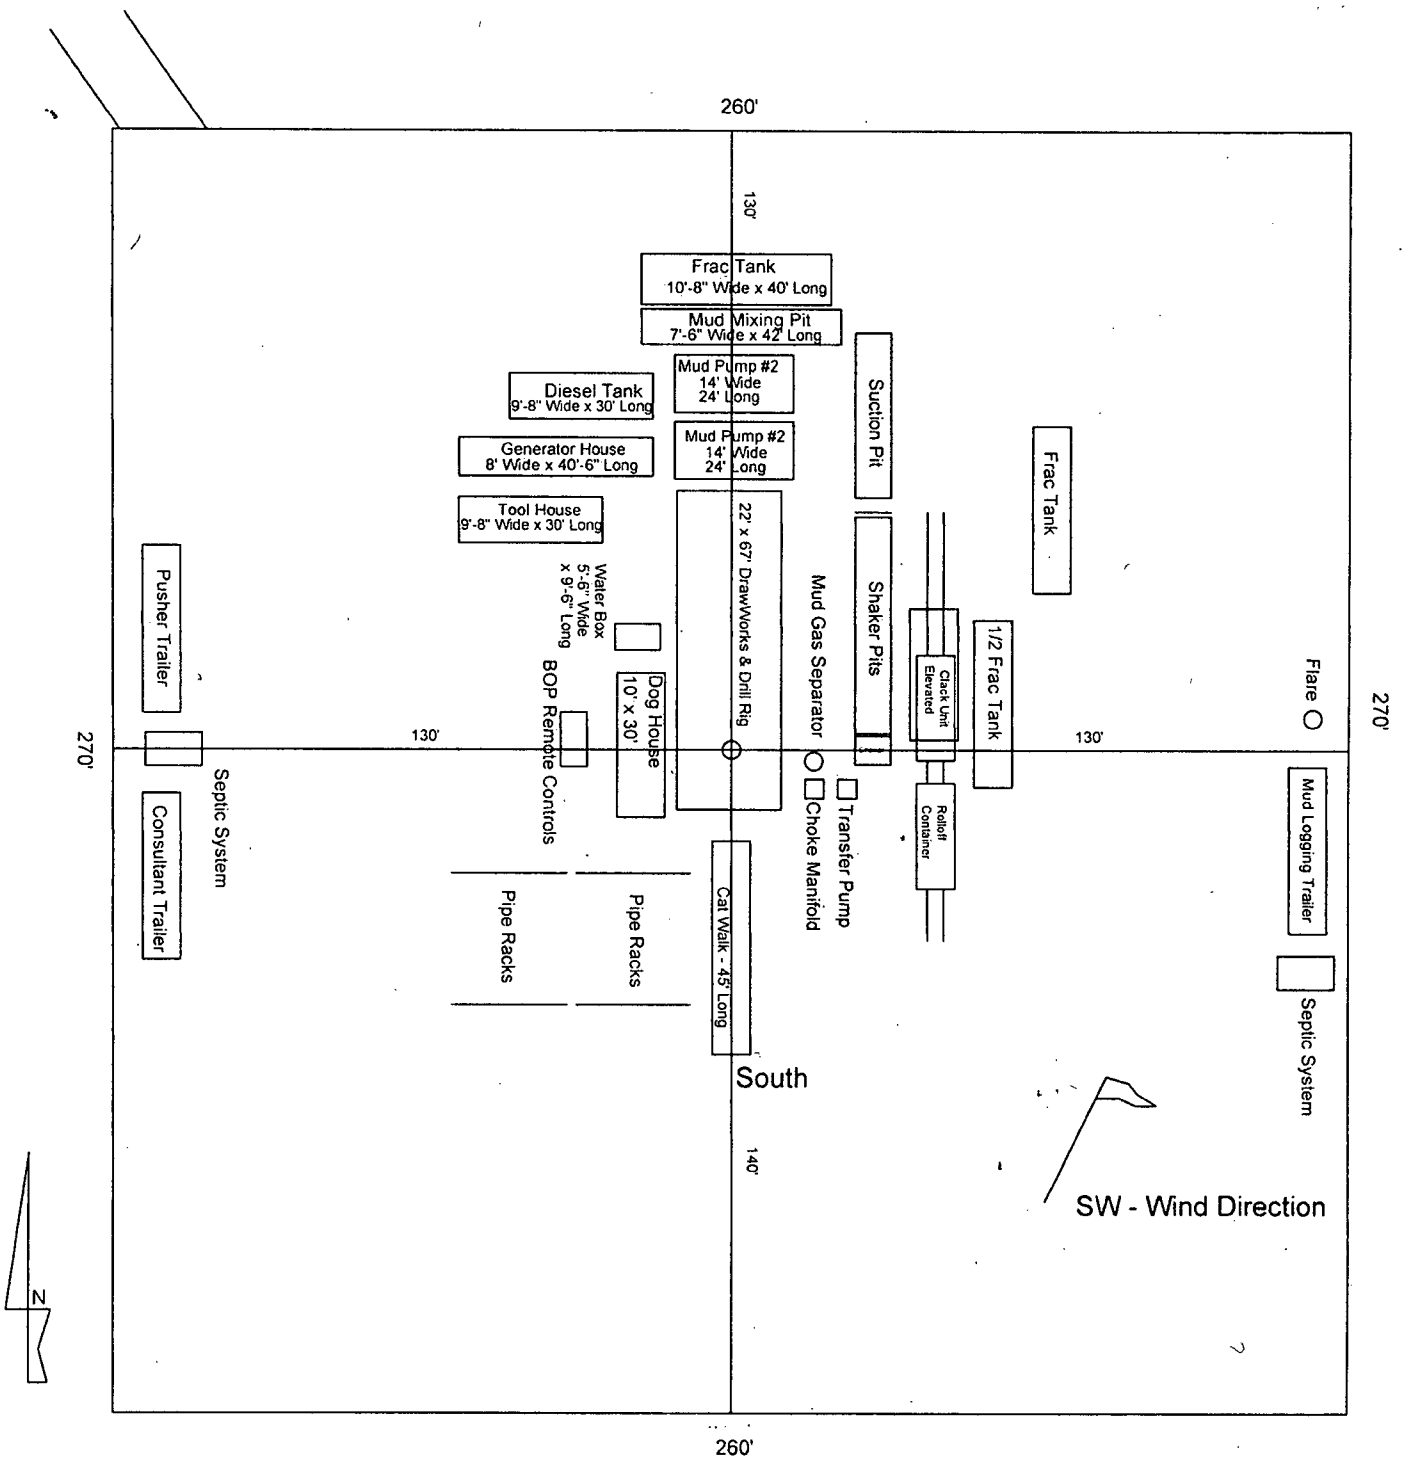 260'
130'
Frac Tank
10'-8" Wide x 40' Long
Mud Mixing Pit
7'-6" Wide x 42' Long
Mud Pump #2
14' Wide
24' Long
Diesel Tank
9'-8" Wide x 30' Long
Suction Pit
Mud Pump #2
14' Wide
24' Long
Generator House
8' Wide x 40'-6" Long
Frac Tank
Tool House
9'-8" Wide x 30' Long
22' x 67' DrawWorks & Drill Rig
Water Box
5'-6" Wide
x 9'-6" Long
Mud Gas Separator
Shaker Pits
Clack Unit
Elevated
1/2 Frac Tank
Flare
Pusher Trailer
BOP Remote Controls
Dog House
10' x 30'
270'
130'
130'
270'
Septic System
Consultant Trailer
Choke Manifold
Transfer Pump
Rolloff
Container
Mud Logging Trailer
Pipe Racks
Pipe Racks
Cat Walk - 45' Long
Septic System
South
140'
SW - Wind Direction
N
260'